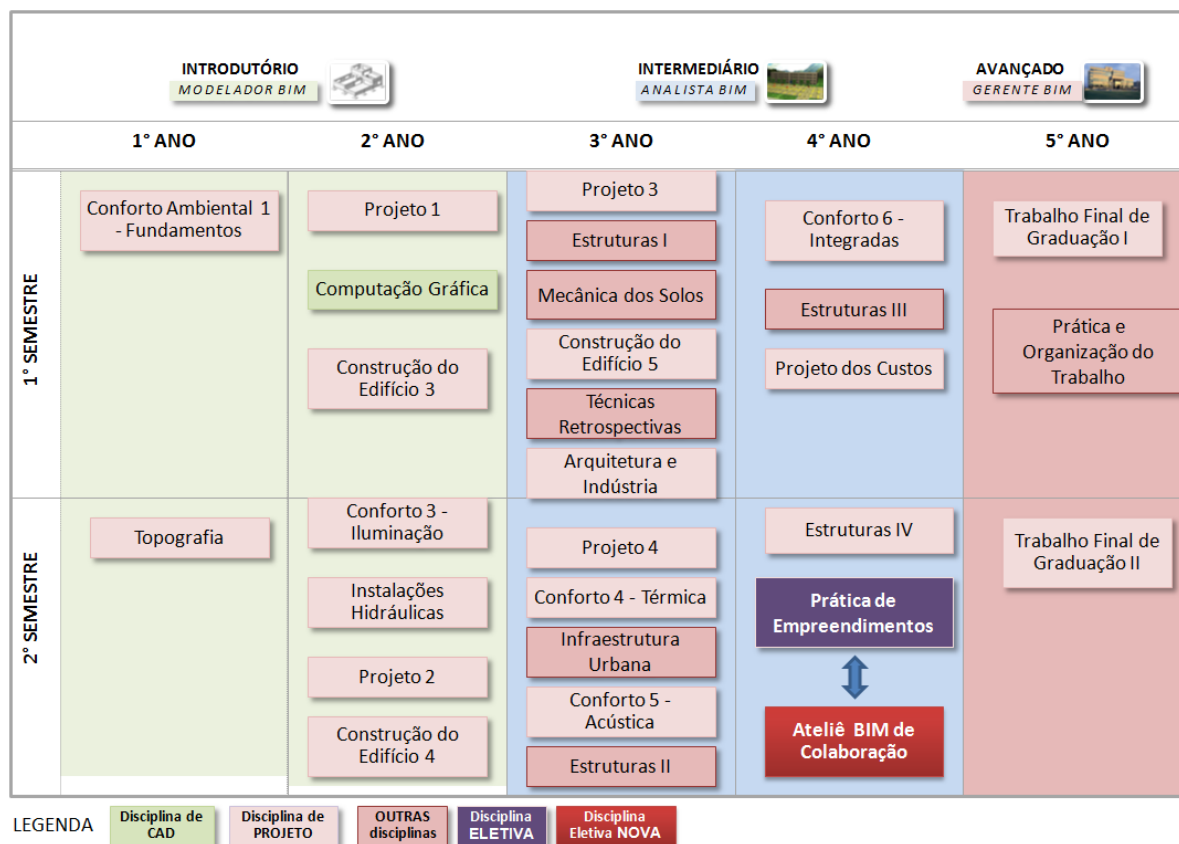 INTRODUTÓRIO
MODELADOR BIM
INTERMEDIÁRIO
ANALISTA BIM
AVANÇADO
GERENTE BIM
1° ANO
2° ANO
3° ANO
4° ANO
5° ANO
1° SEMESTRE
Conforto Ambiental 1
- Fundamentos
Projeto 1
Computação Gráfica
Construção do
Edifício 3
Projeto 3
Estruturas I
Mecânica dos Solos
Construção do
Edifício 5
Técnicas
Retrospectivas
Arquitetura e
Indústria
Conforto 6 -
Integradas
Estruturas III
Projeto dos Custos
Trabalho Final de
Graduação I
Prática e
Organização do
Trabalho
2° SEMESTRE
Topografia
Conforto 3 -
Iluminação
Instalações
Hidráulicas
Projeto 2
Construção do
Edifício 4
Projeto 4
Conforto 4 - Térmica
Infraestrutura
Urbana
Conforto 5 -
Acústica
Estruturas II
Estruturas IV
Prática de
Empreendimentos
Ateliê BIM de
Colaboração
Trabalho Final de
Graduação II
LEGENDA
Disciplina de
CAD
Disciplina de
PROJETO
OUTRAS
disciplinas
Disciplina
ELETIVA
Disciplina
Eletiva NOVA